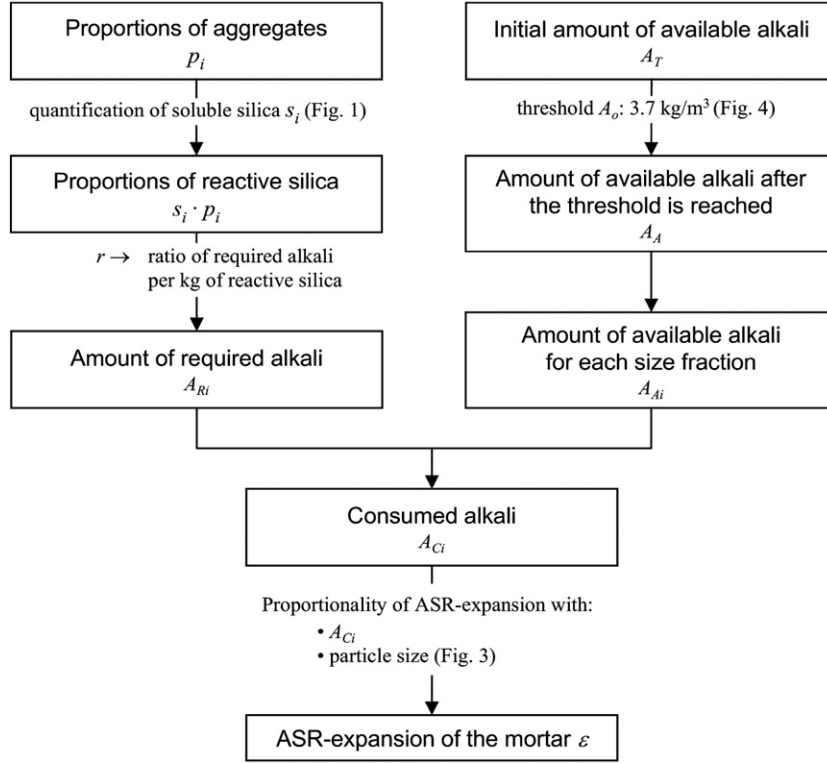 Proportions of aggregates
p_i
quantification of soluble silica s_i (Fig. 1)
Proportions of reactive silica
s_i · p_i
r → ratio of required alkali
per kg of reactive silica
Amount of required alkali
A_Ri
Initial amount of available alkali
A_T
threshold A_o: 3.7 kg/m³ (Fig. 4)
Amount of available alkali after
the threshold is reached
A_A
Amount of available alkali
for each size fraction
A_Ai
Consumed alkali
A_Ci
Proportionality of ASR-expansion with:
• A_Ci
• particle size (Fig. 3)
ASR-expansion of the mortar ε